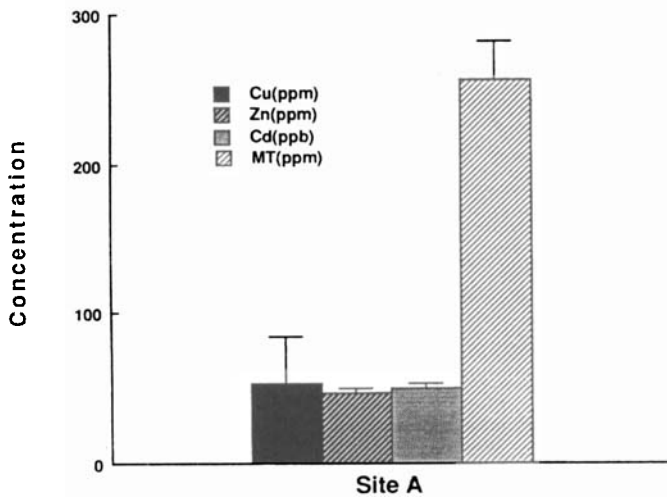 300
200
100
0
Concentration
Cu(ppm)
Zn(ppm)
Cd(ppb)
MT(ppm)
Site A